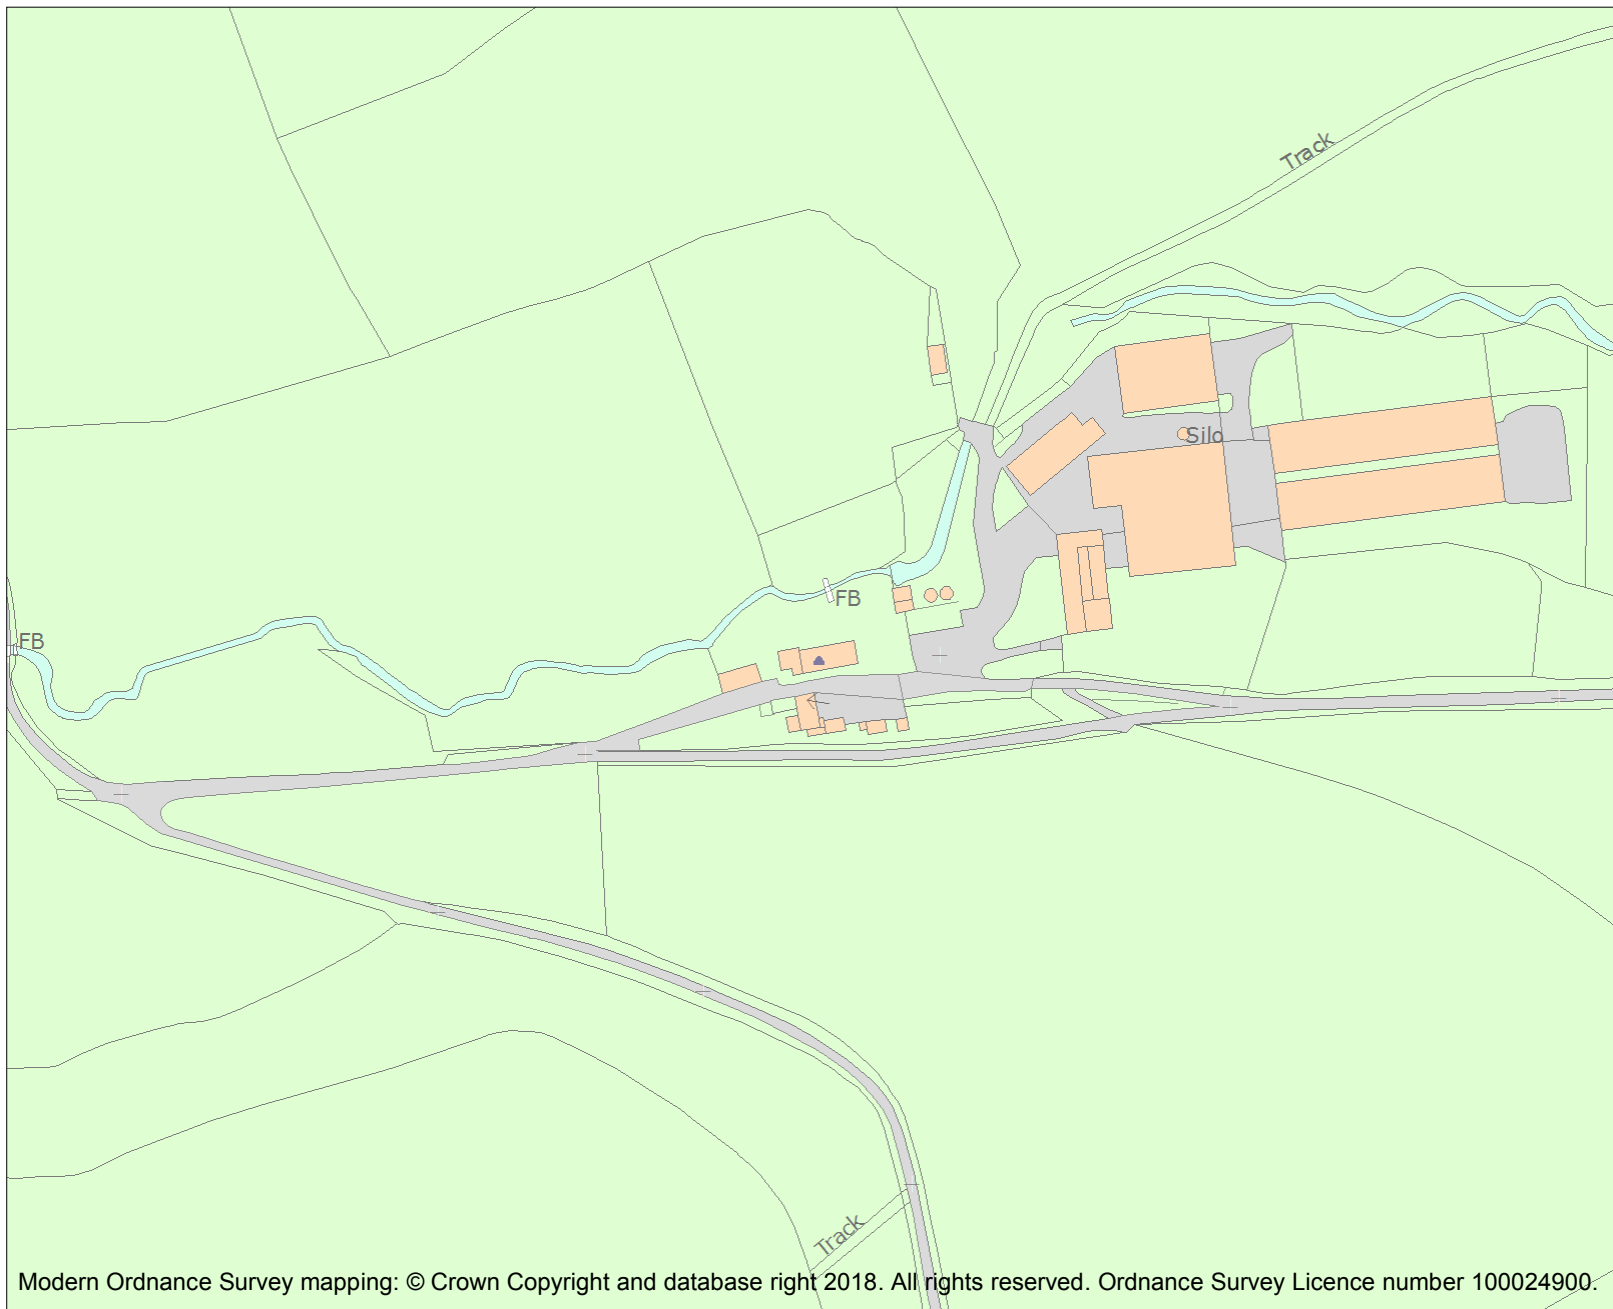 Track
Silo
FB
FB
Track
Modern Ordnance Survey mapping: © Crown Copyright and database right 2018. All rights reserved. Ordnance Survey Licence number 100024900.